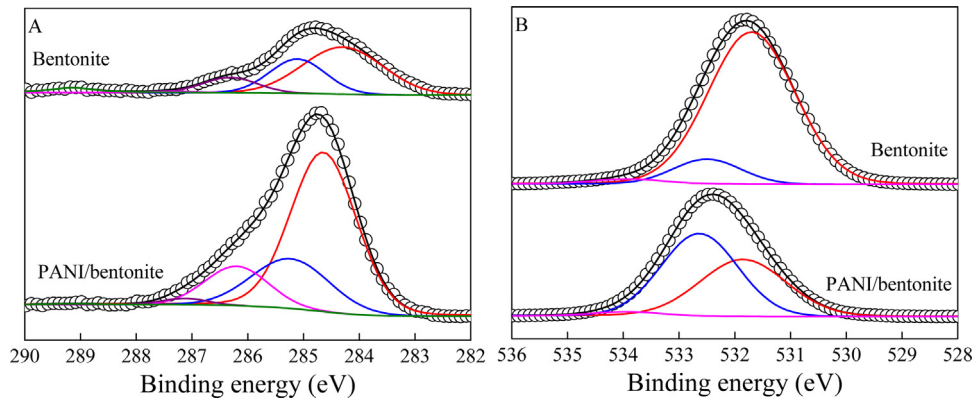 A
Bentonite
PANI/bentonite
290 289 288 287 286 285 284 283 282
Binding energy (eV)
B
Bentonite
PANI/bentonite
536 535 534 533 532 531 530 529 528
Binding energy (eV)